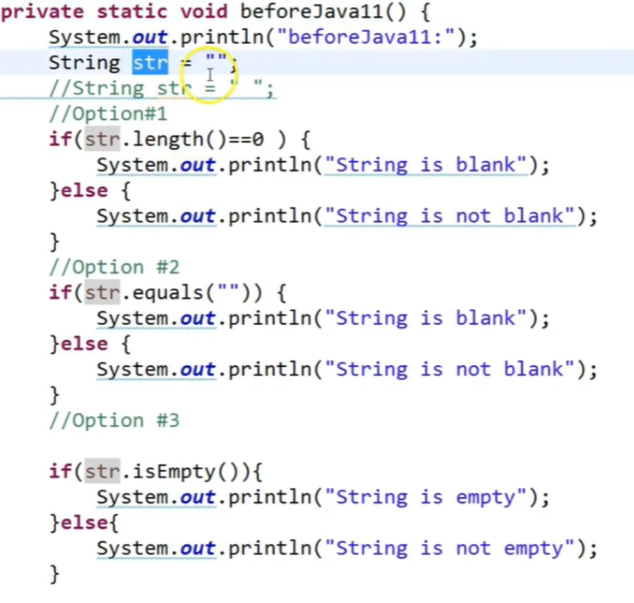 private static void beforeJava11() {
System.out.println("beforeJava11:");
String str = "";
//String str = " ";
//Option#1
if(str.length()==0 ) {
System.out.println("String is blank");
}else {
System.out.println("String is not blank");
}
//Option #2
if(str.equals("")) {
System.out.println("String is blank");
}else {
System.out.println("String is not blank");
}
//Option #3
if(str.isEmpty()){
System.out.println("String is empty");
}else{
System.out.println("String is not empty");
}